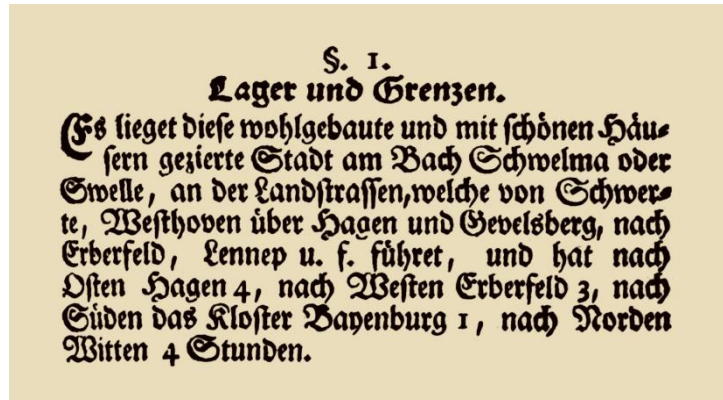 §. 1.
Lager und Grenzen.
Es lieget diese wohlgebaute und mit schönen Häu-
sern gezierte Stadt am Bach Schwelma oder
Swelle, an der Landstrassen, welche von Schwer-
te, Westhoven über Hagen und Gevelsberg, nach
Erberfeld, Lennep u. f. führet, und hat nach
Osten Hagen 4, nach Westen Erberfeld 3, nach
Süden das Kloster Bayenburg 1, nach Norden
Witten 4 Stunden.